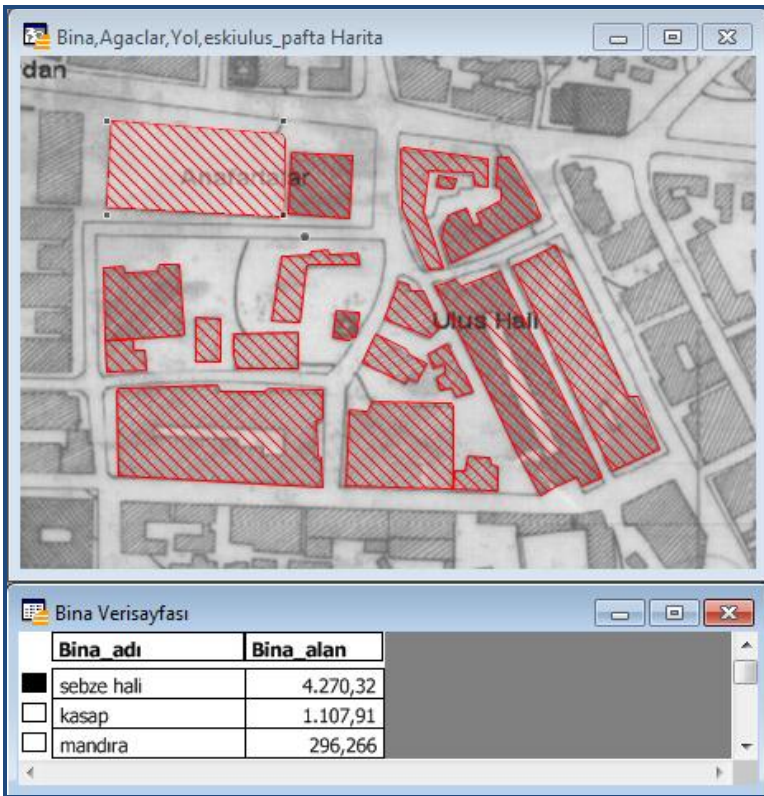 Bina,Agaclar,Yol,eskiulus_pafta Harita
dan
Anafartalar
Ulus Hali
Bina Verisayfası
Bina_adı Bina_alan
sebze hali 4.270,32
kasap 1.107,91
mandıra 296,266